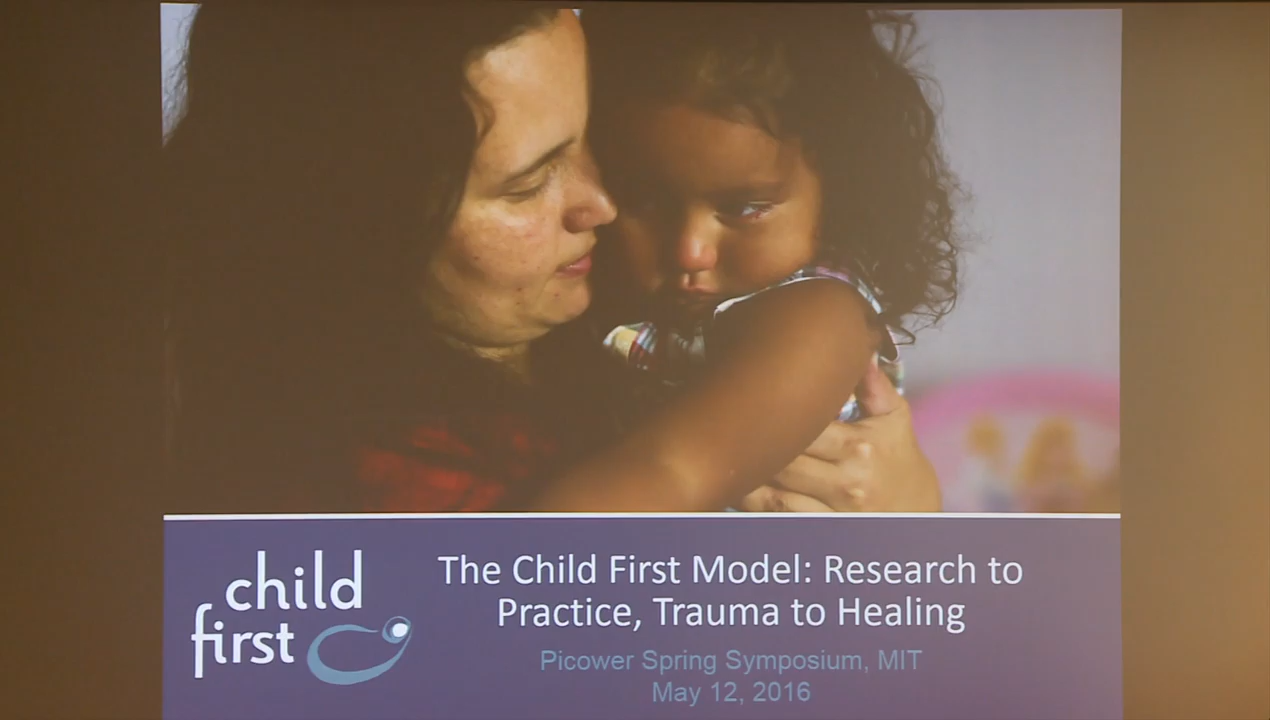 child
first
The Child First Model: Research to
Practice, Trauma to Healing
Picower Spring Symposium, MIT
May 12, 2016